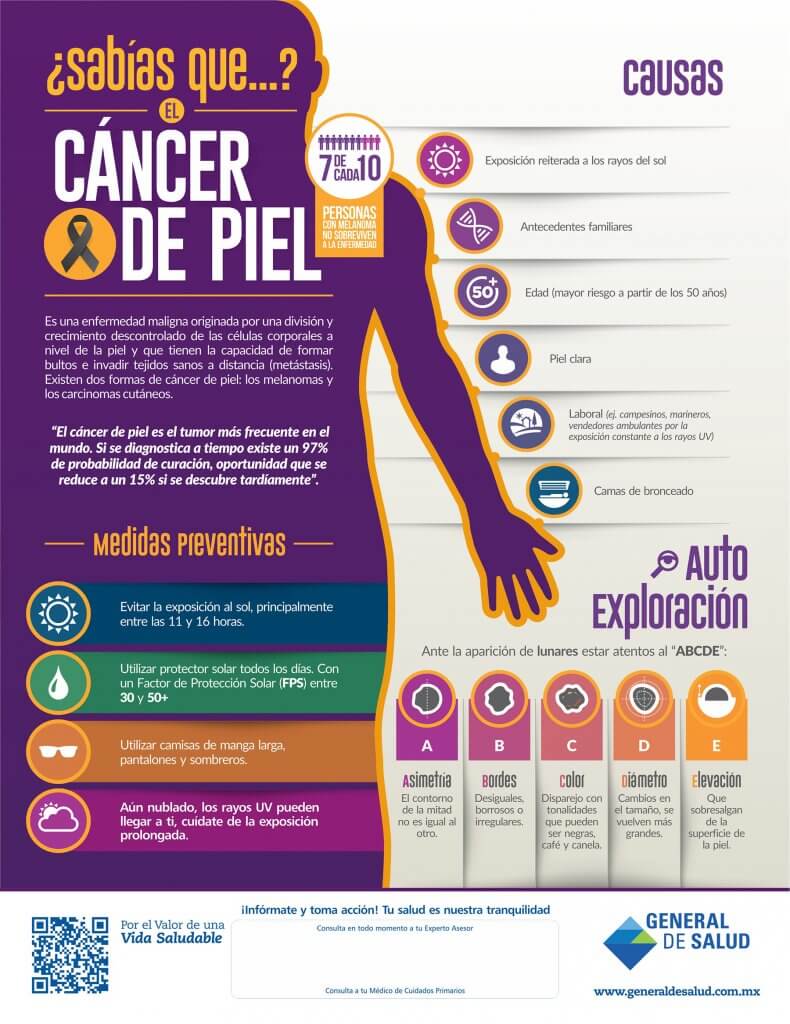 ¿Sabías que...?
EL
CÁNCER
DE PIEL
7 DE CADA 10
PERSONAS
CON MELANOMA
NO SOBREVIVEN
A LA ENFERMEDAD
Es una enfermedad maligna originada por una división y
crecimiento descontrolado de las células corporales a
nivel de la piel y que tienen la capacidad de formar
bultos e invadir tejidos sanos a distancia (metástasis).
Existen dos formas de cáncer de piel: los melanomas y
los carcinomas cutáneos.
“El cáncer de piel es el tumor más frecuente en el
mundo. Si se diagnostica a tiempo existe un 97%
de probabilidad de curación, oportunidad que se
reduce a un 15% si se descubre tardíamente”.
Medidas Preventivas
Evitar la exposición al sol, principalmente
entre las 11 y 16 horas.
Utilizar protector solar todos los días. Con
un Factor de Protección Solar (FPS) entre
30 y 50+
Utilizar camisas de manga larga,
pantalones y sombreros.
Aún nublado, los rayos UV pueden
llegar a ti, cuídate de la exposición
prolongada.
Causas
Exposición reiterada a los rayos del sol
Antecedentes familiares
50+
Edad (mayor riesgo a partir de los 50 años)
Piel clara
Laboral (ej. campesinos, marineros,
vendedores ambulantes por la
exposición constante a los rayos UV)
Camas de bronceado
Auto
Exploración
Ante la aparición de lunares estar atentos al “ABCDE”:
A
Asimetría
El contorno
de la mitad
no es igual al
otro.
B
Bordes
Desiguales,
borrosos o
irregulares.
C
Color
Disparejo con
tonalidades
que pueden
ser negras,
café y canela.
D
Diámetro
Cambios en
el tamaño, se
vuelven más
grandes.
E
Elevación
Que
sobresalgan
de la
superficie de
la piel.
Por el Valor de una
Vida Saludable
¡Infórmate y toma acción! Tu salud es nuestra tranquilidad
Consulta en todo momento a tu Experto Asesor
Consulta a tu Médico de Cuidados Primarios
GENERAL
DE SALUD
www.generaldesalud.com.mx